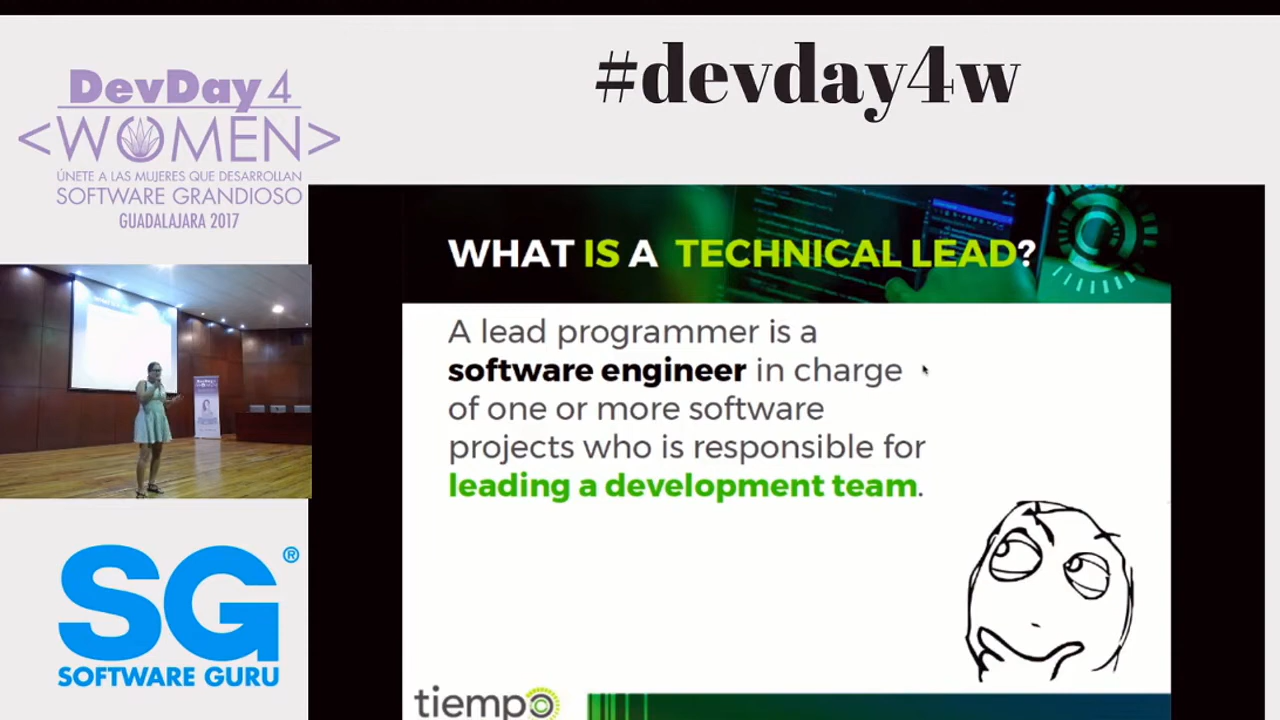 #devday4w
DevDay 4
<WOMEN>
ÚNETE A LAS MUJERES QUE DESARROLLAN
SOFTWARE GRANDIOSO
GUADALAJARA 2017
WHAT IS A TECHNICAL LEAD?
A lead programmer is a
software engineer in charge
of one or more software
projects who is responsible for
leading a development team.
SG®
SOFTWARE GURU
tiempo